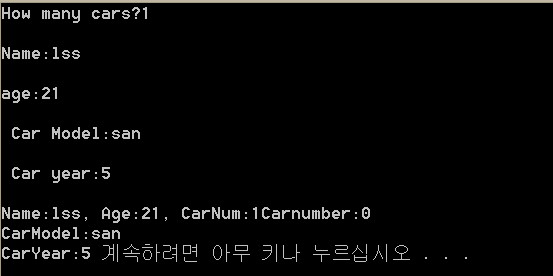 How many cars?1
Name:lss
age:21
Car Model:san
Car year:5
Name:lss, Age:21, CarNum:1Carnumber:0
CarModel:san
CarYear:5 계속하려면 아무 키나 누르십시오 . . .